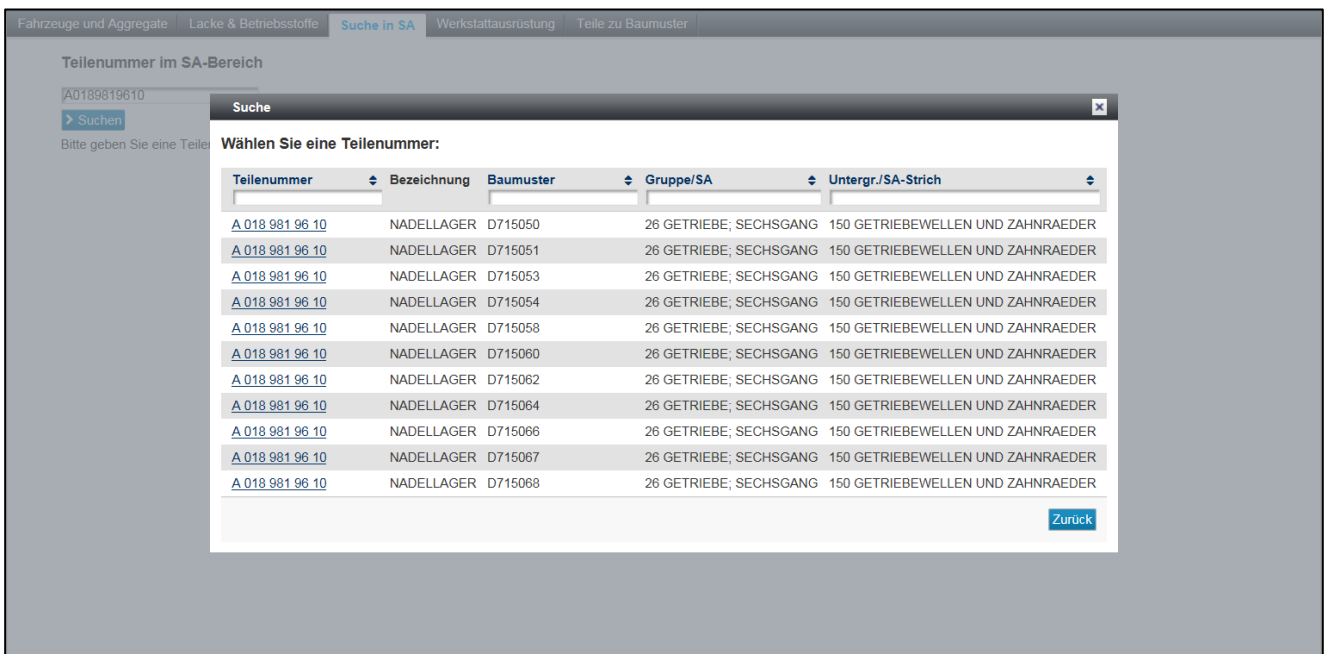 Fahrzeuge und Aggregate Lacke & Betriebsstoffe Suche in SA Werkstattausrüstung Teile zu Baumuster
Teilenummer im SA-Bereich
A0189819610
Suchen
Bitte geben Sie eine
Suche
Wählen Sie eine Teilenummer:
Teilenummer Bezeichnung Baumuster Gruppe/SA Untergr./SA-Strich
A 018 981 96 10 NADELLAGER D715050 26 GETRIEBE; SECHSGANG 150 GETRIEBEWELLEN UND ZAHNRAEDER
A 018 981 96 10 NADELLAGER D715051 26 GETRIEBE; SECHSGANG 150 GETRIEBEWELLEN UND ZAHNRAEDER
A 018 981 96 10 NADELLAGER D715053 26 GETRIEBE; SECHSGANG 150 GETRIEBEWELLEN UND ZAHNRAEDER
A 018 981 96 10 NADELLAGER D715054 26 GETRIEBE; SECHSGANG 150 GETRIEBEWELLEN UND ZAHNRAEDER
A 018 981 96 10 NADELLAGER D715058 26 GETRIEBE; SECHSGANG 150 GETRIEBEWELLEN UND ZAHNRAEDER
A 018 981 96 10 NADELLAGER D715060 26 GETRIEBE; SECHSGANG 150 GETRIEBEWELLEN UND ZAHNRAEDER
A 018 981 96 10 NADELLAGER D715062 26 GETRIEBE; SECHSGANG 150 GETRIEBEWELLEN UND ZAHNRAEDER
A 018 981 96 10 NADELLAGER D715064 26 GETRIEBE; SECHSGANG 150 GETRIEBEWELLEN UND ZAHNRAEDER
A 018 981 96 10 NADELLAGER D715066 26 GETRIEBE; SECHSGANG 150 GETRIEBEWELLEN UND ZAHNRAEDER
A 018 981 96 10 NADELLAGER D715067 26 GETRIEBE; SECHSGANG 150 GETRIEBEWELLEN UND ZAHNRAEDER
A 018 981 96 10 NADELLAGER D715068 26 GETRIEBE; SECHSGANG 150 GETRIEBEWELLEN UND ZAHNRAEDER
Zurück